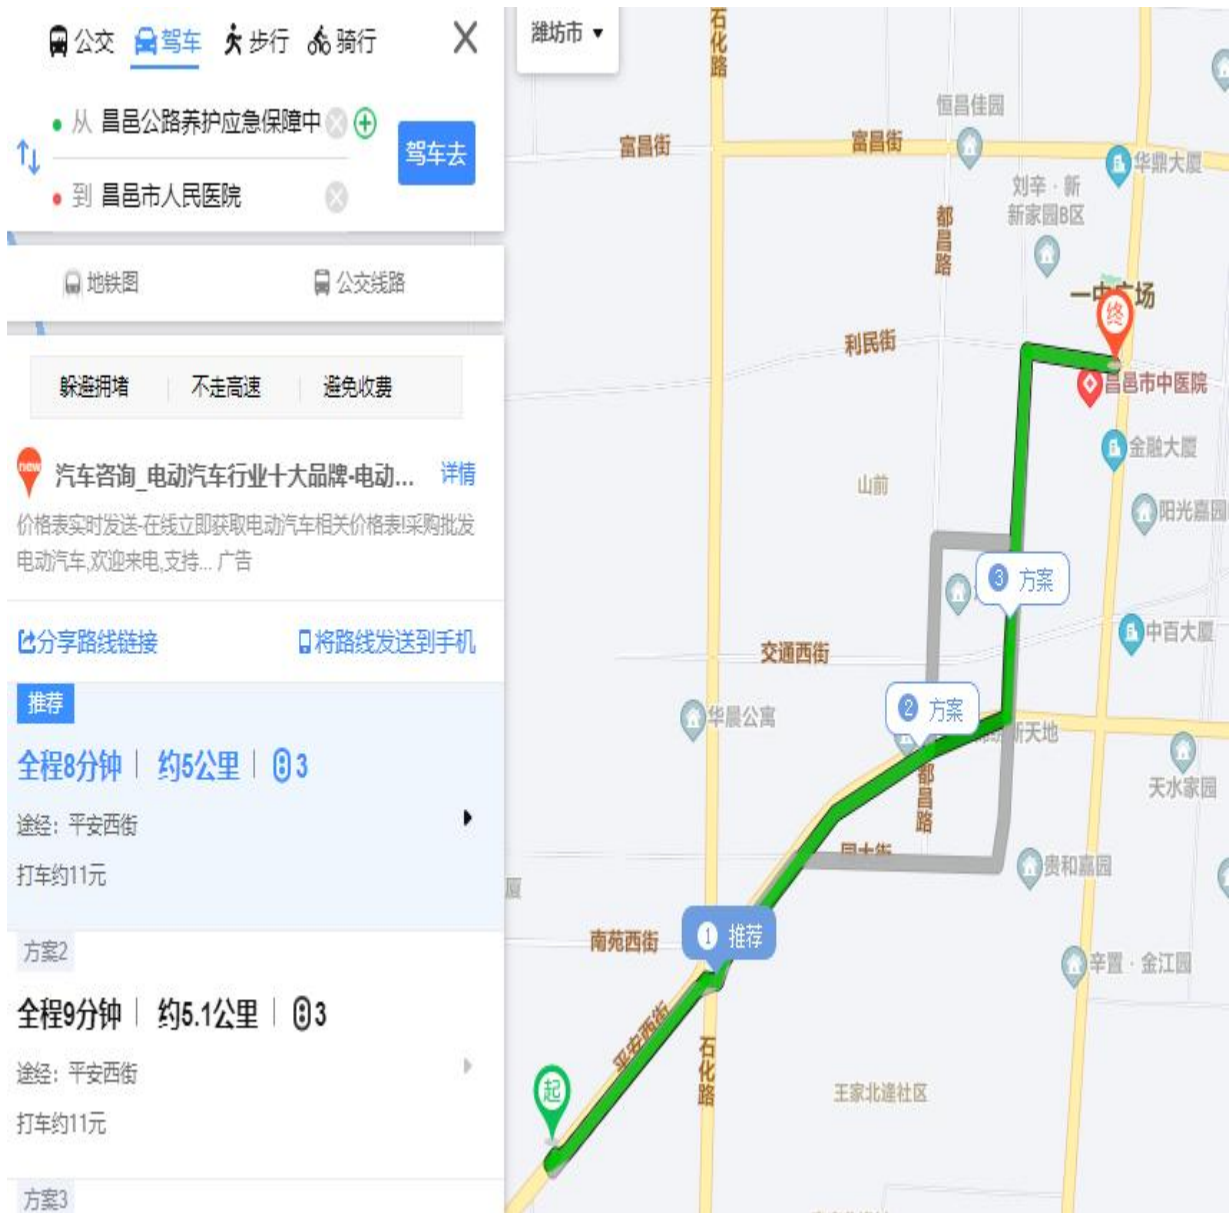 公交 驾车 步行 骑行
从 昌邑公路养护应急保障中
到 昌邑市人民医院
驾车去
地铁图 公交线路
躲避拥堵 不走高速 避免收费
new
汽车咨询_电动汽车行业十大品牌-电动... 详情
价格表实时发送-在线立即获取电动汽车相关价格表!采购批发
电动汽车,欢迎来电,支持... 广告
分享路线链接 将路线发送到手机
推荐
全程8分钟 约5公里 3
途经：平安西街
打车约11元
方案2
全程9分钟 约5.1公里 3
途经：平安西街
打车约11元
方案3
潍坊市
石化路
恒昌佳园
富昌街
富昌街
华鼎大厦
刘辛·新
新家园B区
都昌路
一中广场
终
利民街
昌邑市中医院
金融大厦
山前
阳光嘉园
3 方案
中百大厦
交通西街
2 方案
华晨公寓
新天地
天水家园
都昌路
贵和嘉园
厦
南苑西街
1 推荐
辛置·金江园
平安西街
石化路
起
王家北逄社区